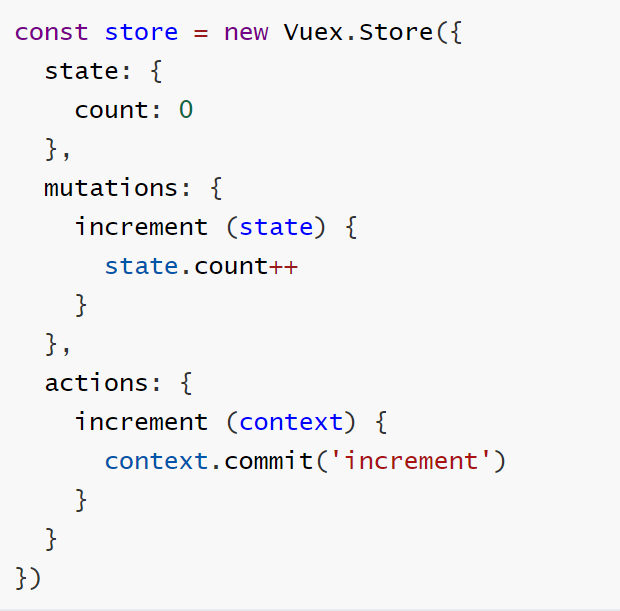 const store = new Vuex.Store({
  state: {
    count: 0
  },
  mutations: {
    increment (state) {
      state.count++
    }
  },
  actions: {
    increment (context) {
      context.commit('increment')
    }
  }
})